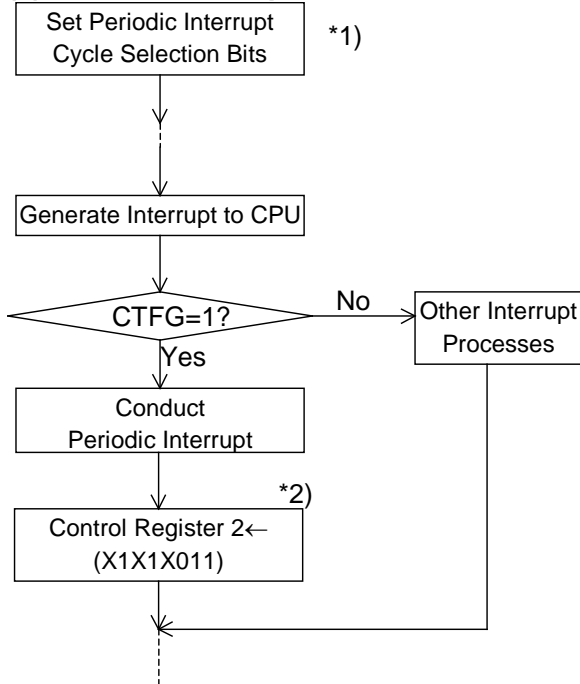 Set Periodic Interrupt
Cycle Selection Bits
*1)
Generate Interrupt to CPU
CTFG=1?
No
Other Interrupt
Processes
Yes
Conduct
Periodic Interrupt
*2)
Control Register 2←
(X1X1X011)